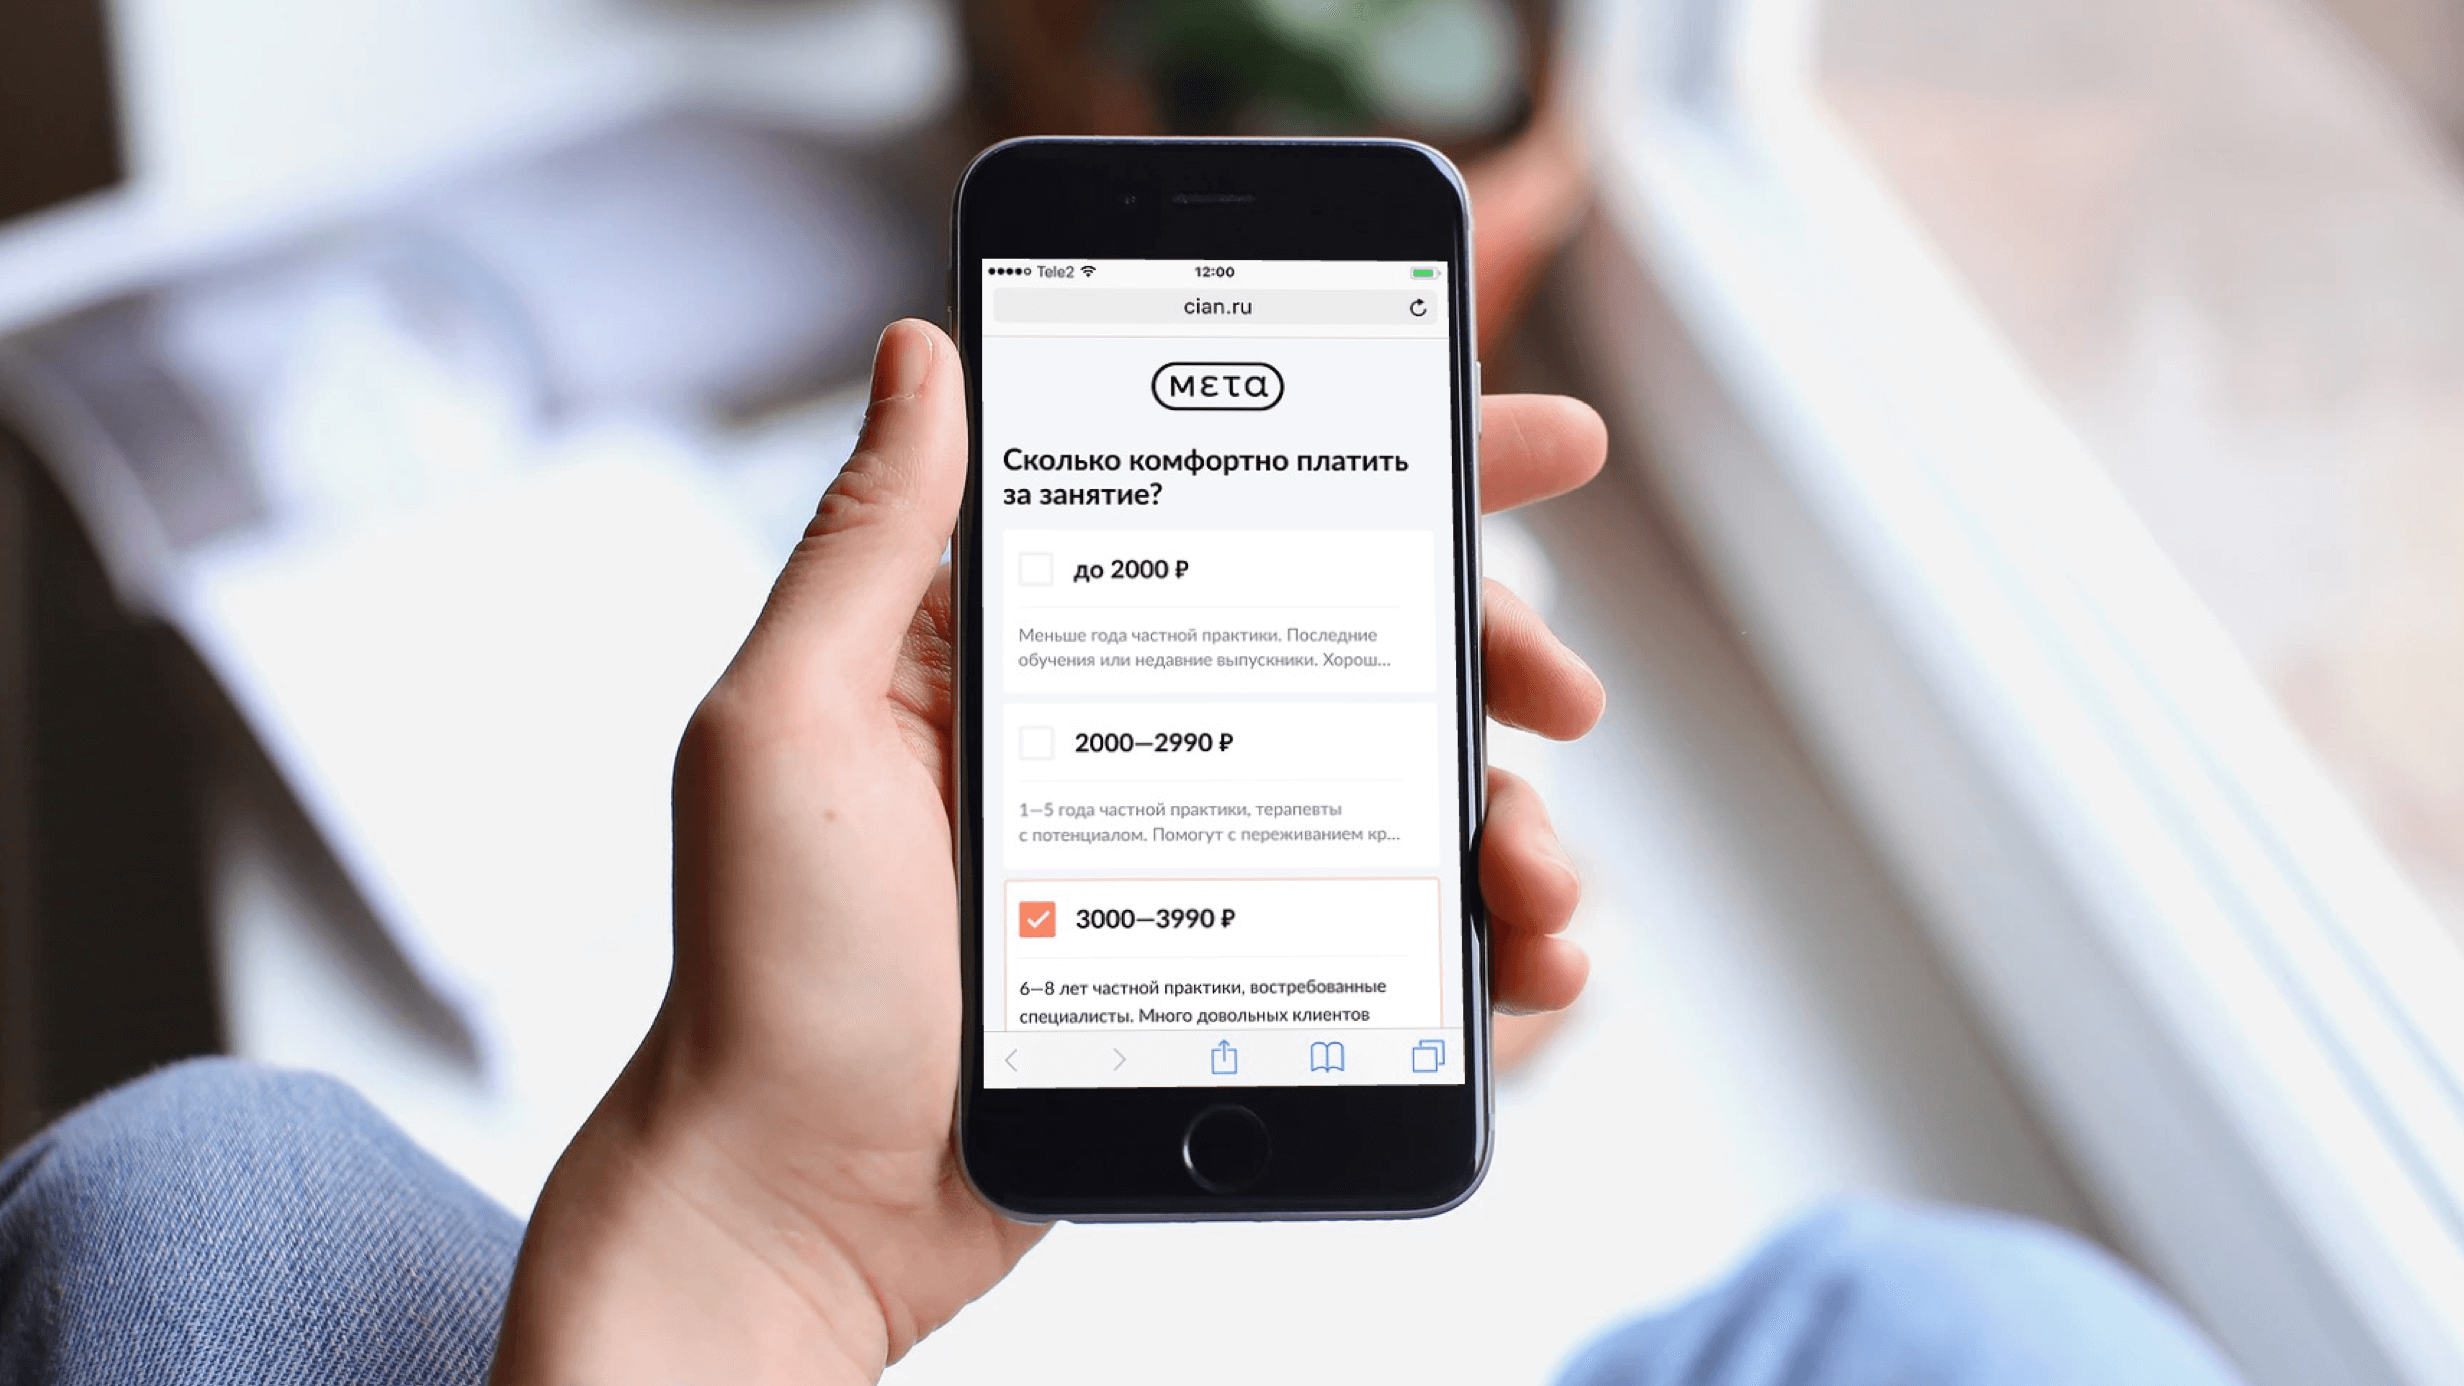 Tele2
12:00
cian.ru
мета
Сколько комфортно платить
за занятие?
до 2000 ₽
Меньше года частной практики. Последние
обучения или недавние выпускники. Хорош...
2000—2990 ₽
1—5 года частной практики, терапевты
с потенциалом. Помогут с переживанием кр...
3000—3990 ₽
6—8 лет частной практики, востребованные
специалисты. Много довольных клиентов